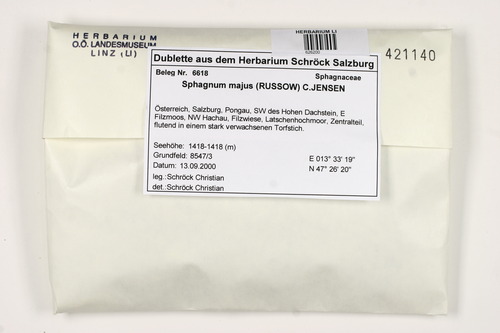 HERBARIUM
O.Ö. LANDESMUSEUM
LINZ (LI)
HERBARIUM LI
421140
Dublette aus dem Herbarium Schröck Salzburg
Beleg Nr. 6618 Sphagnaceae
Sphagnum majus (RUSSOW) C.JENSEN
Österreich, Salzburg, Pongau, SW des Hohen Dachstein, E
Filzmoos, NW Hachau, Filzwiese, Latschenhochmoor, Zentralteil,
flutend in einem stark verwachsenen Torfstich.
Seehöhe: 1418-1418 (m)
Grundfeld: 8547/3 E 013° 33' 19"
Datum: 13.09.2000 N 47° 26' 20"
leg.:Schröck Christian
det.:Schröck Christian